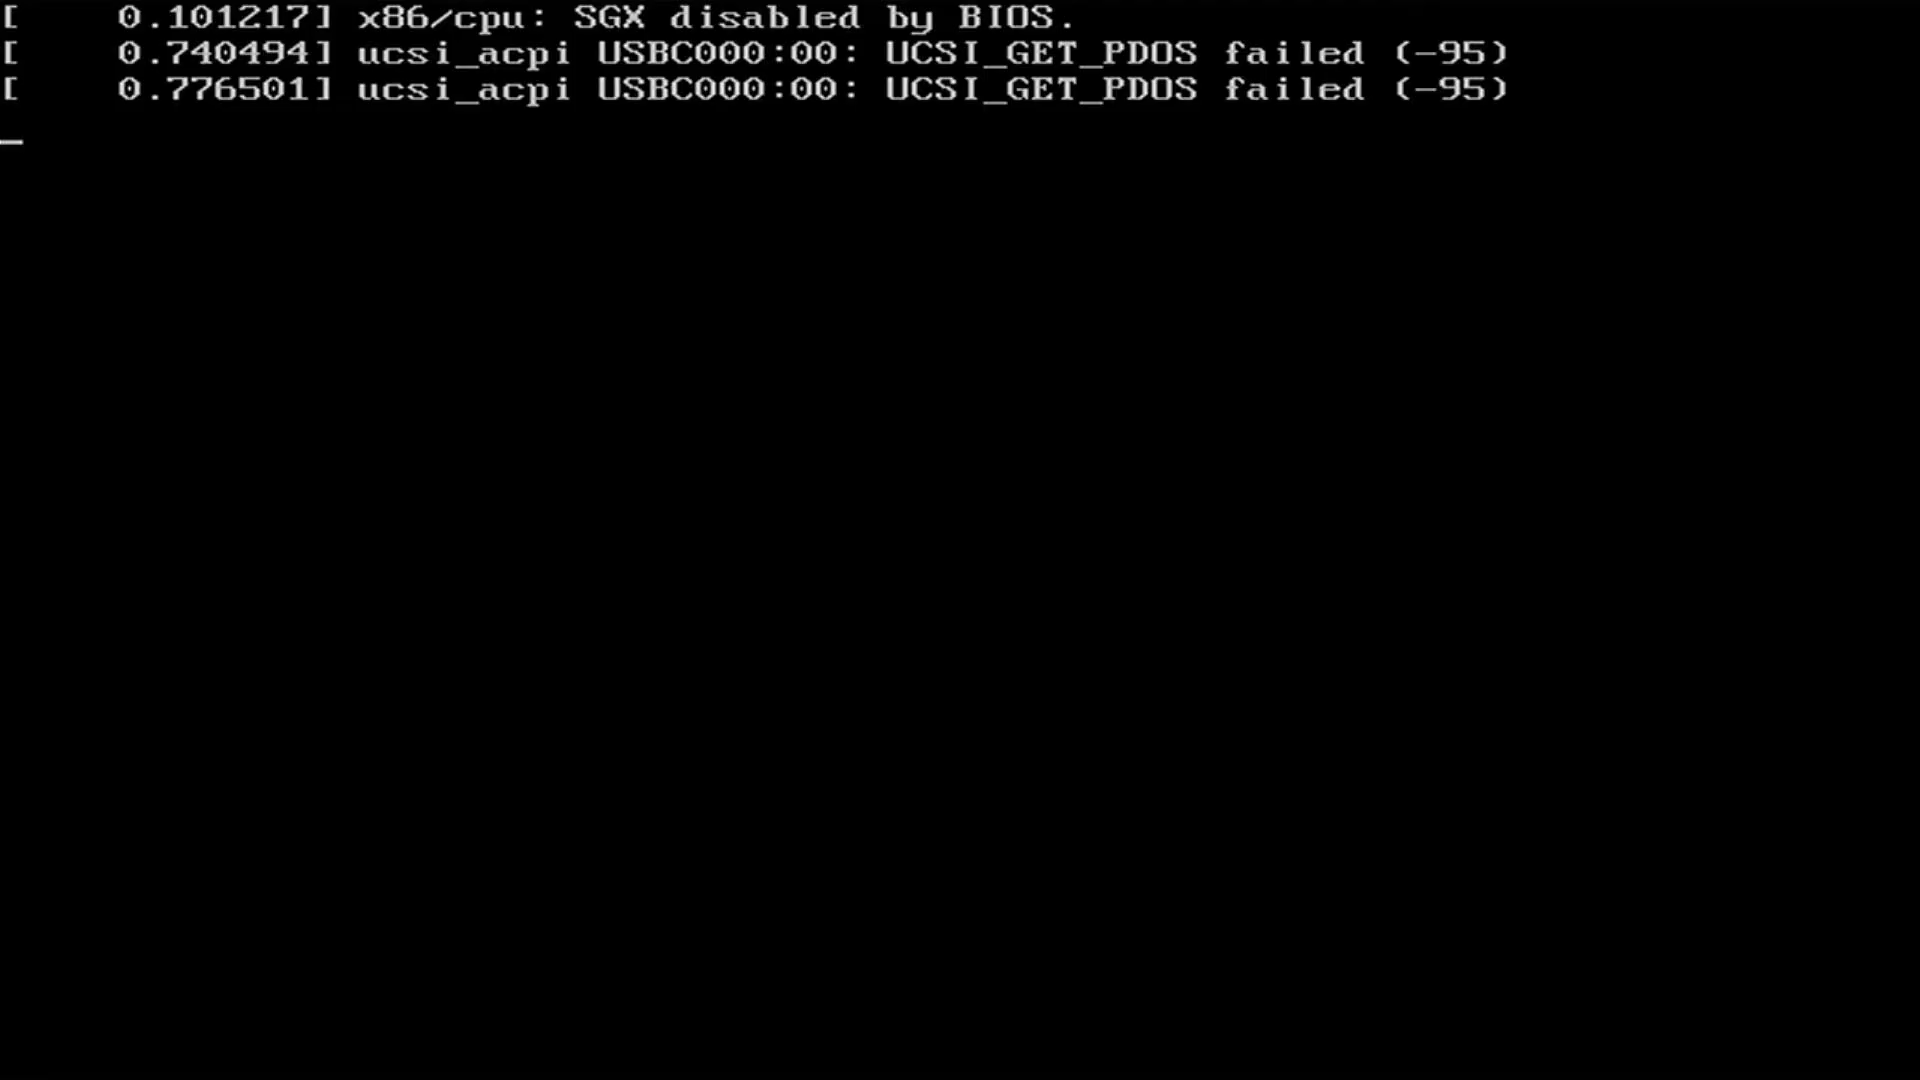 [    0.101217] x86/cpu: SGX disabled by BIOS.
[    0.740494] ucsi_acpi USBC000:00: UCSI_GET_PDOS failed (-95)
[    0.776501] ucsi_acpi USBC000:00: UCSI_GET_PDOS failed (-95)
_